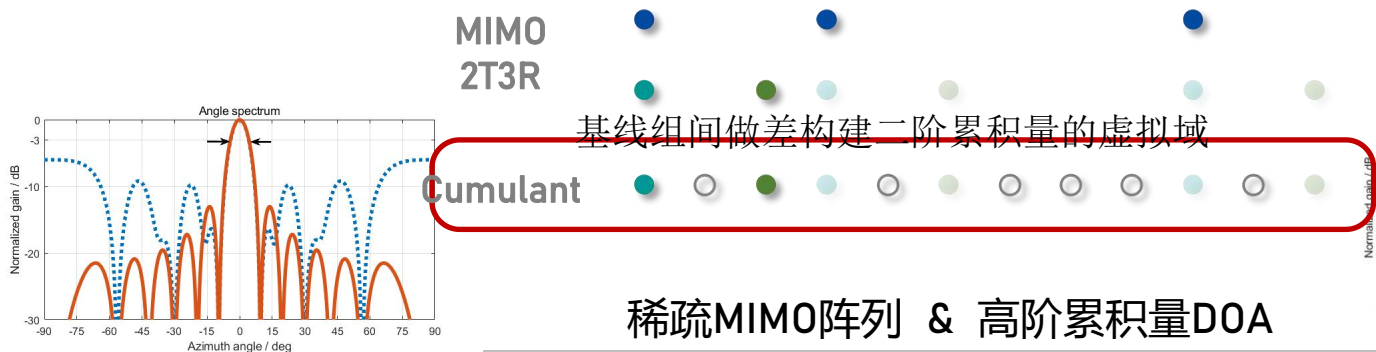 MIMO
2T3R
基线组间做差构建二阶累积量的虚拟域
Cumulant
Angle spectrum
0
-3
-10
-20
-30
Normalized gain / dB
-90 -75 -60 -45 -30 -15 0 15 30 45 60 75 90
Azimuth angle / deg
Normalized gain / dB
稀疏MIMO阵列 & 高阶累积量DOA